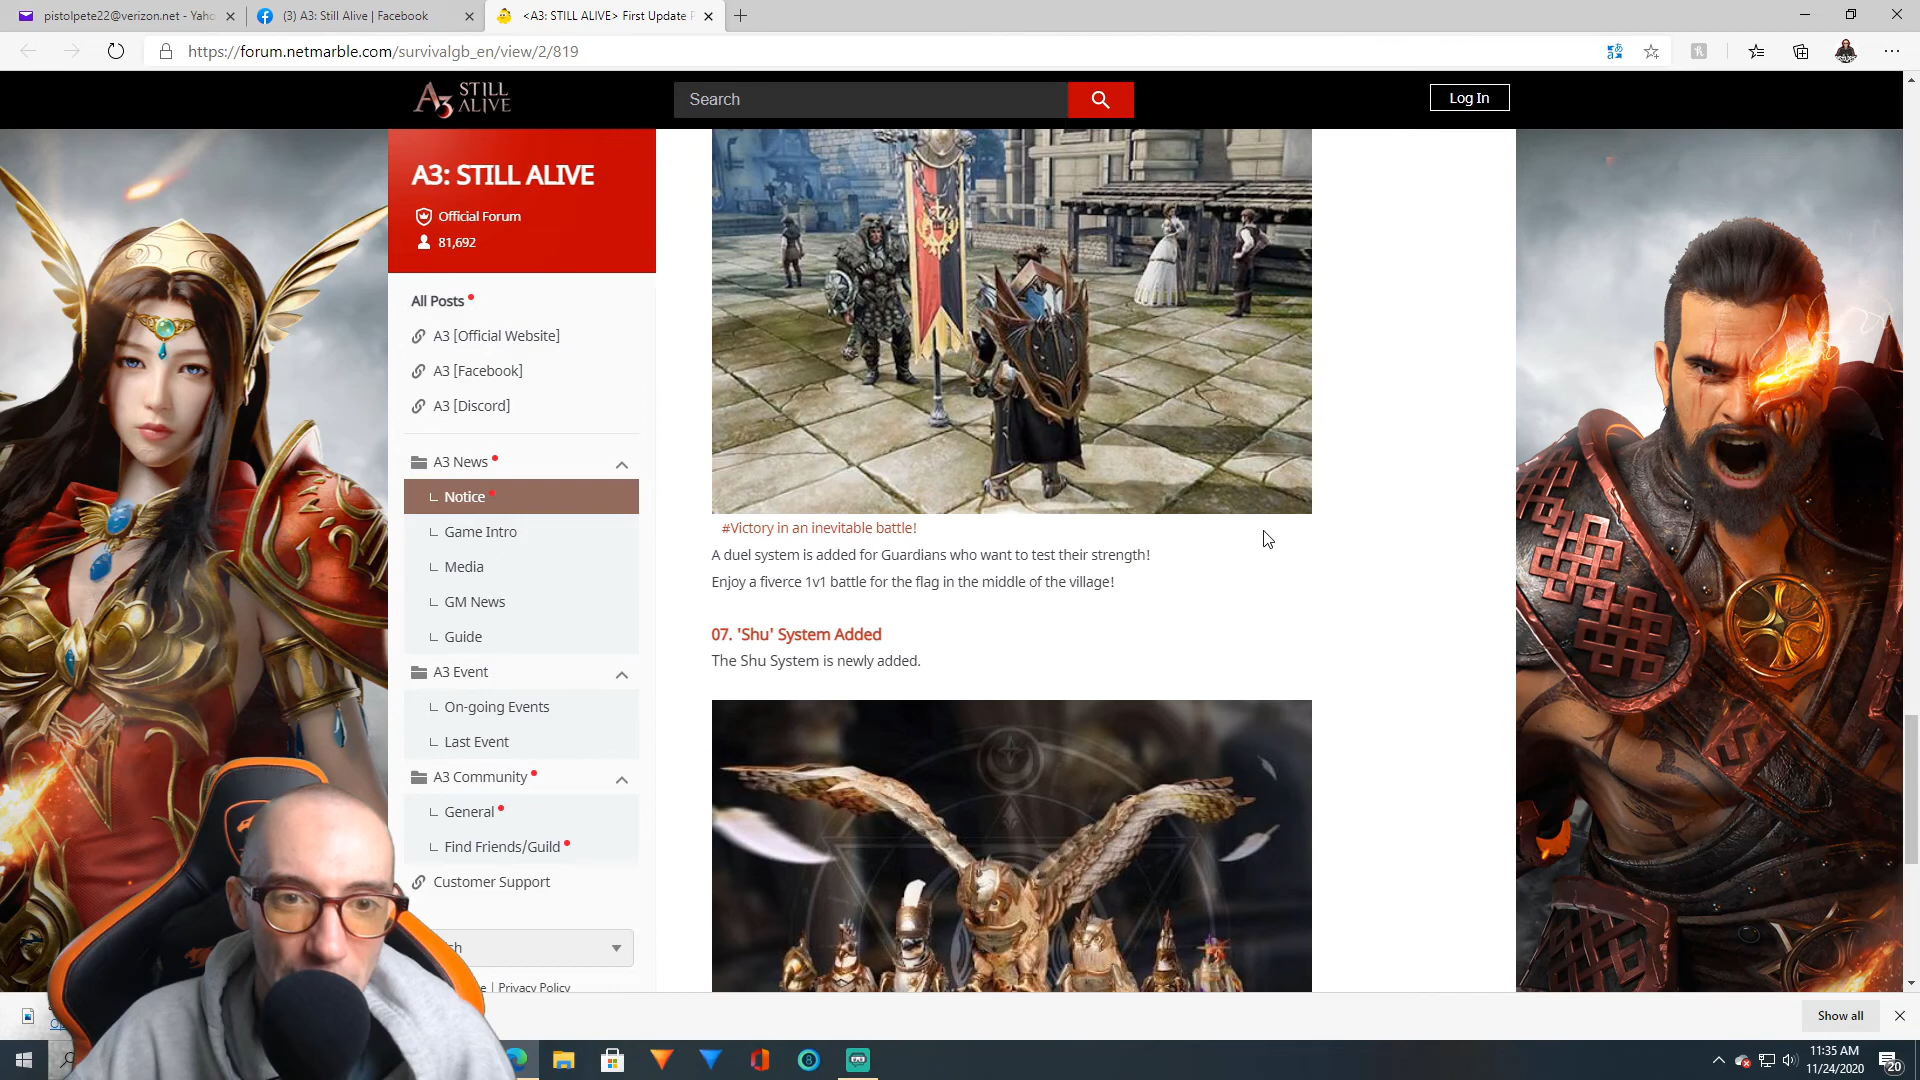 pistolpete22@verizon.net - Yaho
(3) A3: Still Alive | Facebook
<A3: STILL ALIVE> First Update P
https://forum.netmarble.com/survivalgb_en/view/2/819
A3 STILL ALIVE
Search
Log In
A3: STILL ALIVE
Official Forum
81,692
All Posts
A3 [Official Website]
A3 [Facebook]
A3 [Discord]
A3 News
Notice
Game Intro
Media
GM News
Guide
A3 Event
On-going Events
Last Event
A3 Community
General
Find Friends/Guild
Customer Support
sh
e | Privacy Policy
#Victory in an inevitable battle!
A duel system is added for Guardians who want to test their strength!
Enjoy a fiverce 1v1 battle for the flag in the middle of the village!
07. 'Shu' System Added
The Shu System is newly added.
Show all
11:35 AM
11/24/2020
20